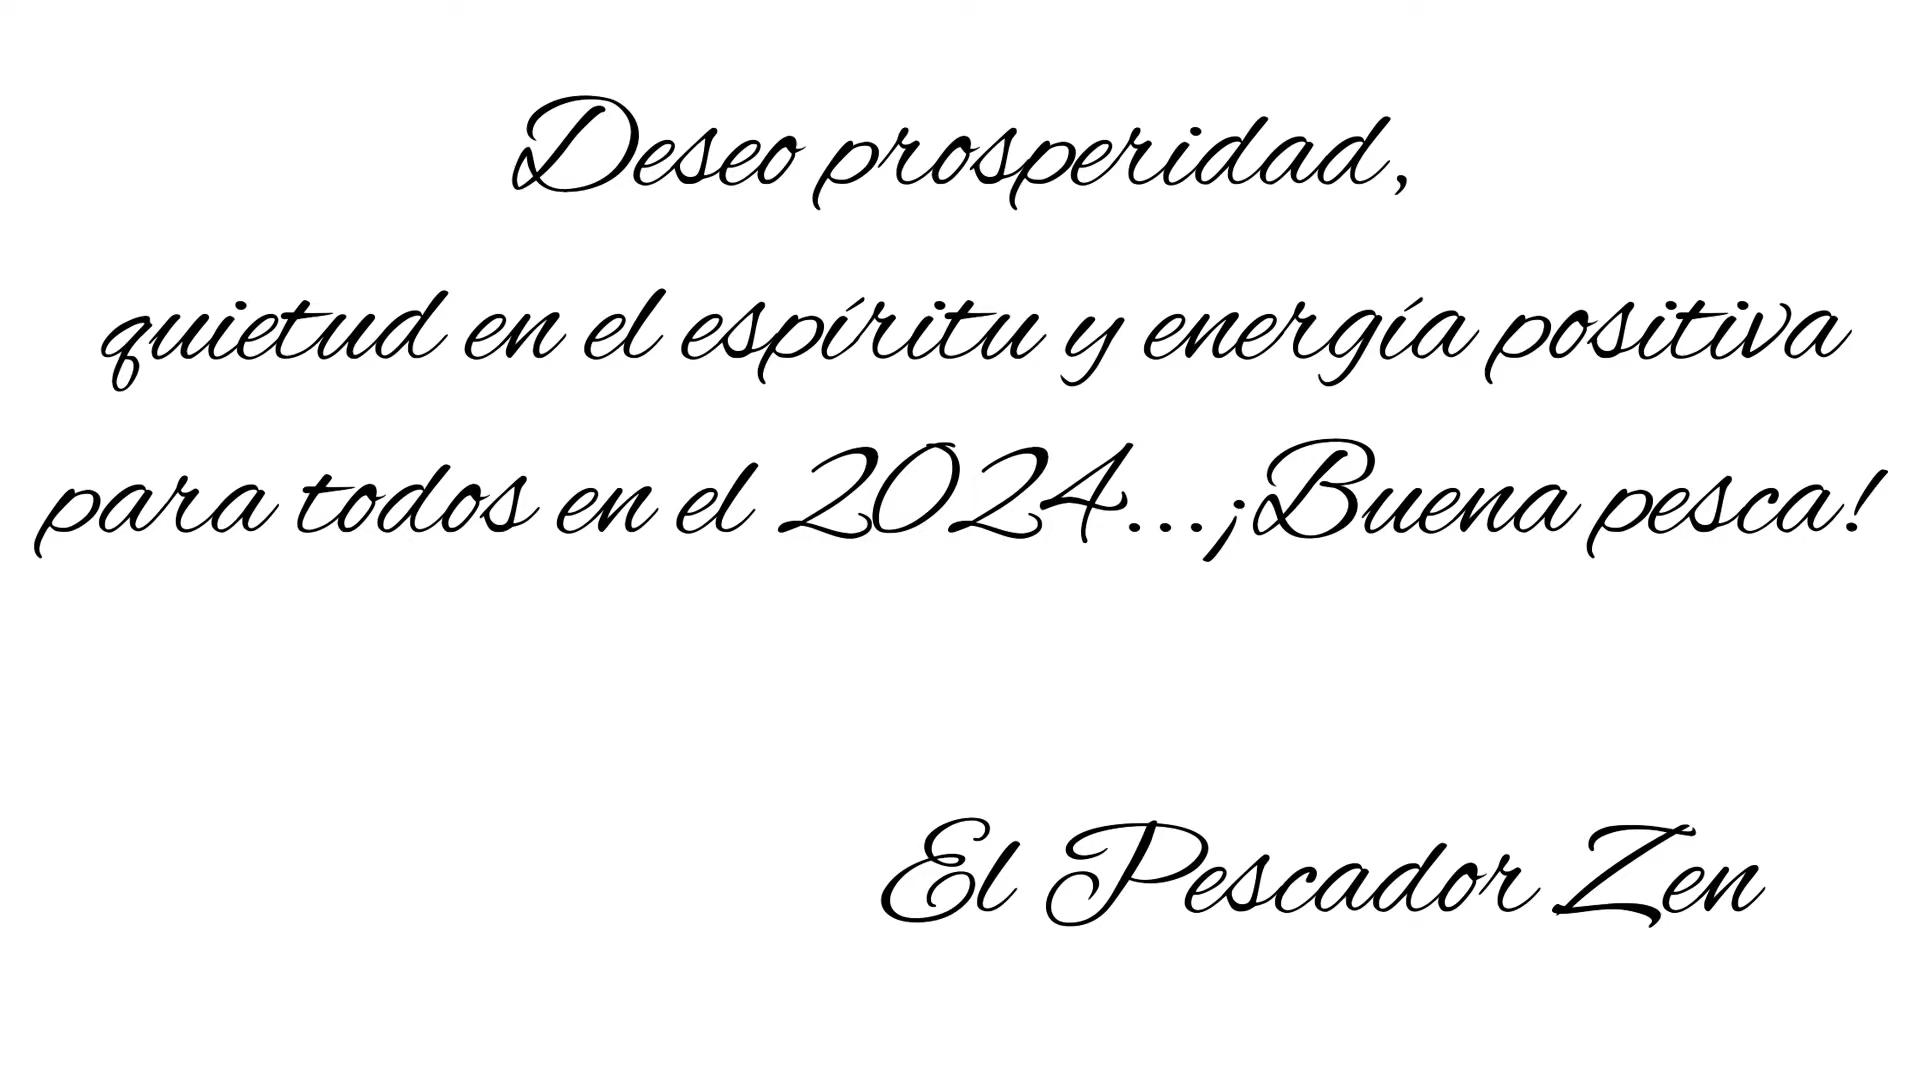 Deseo prosperidad,
quietud en el espíritu y energía positiva
para todos en el 2024...¡Buena pesca!
El Pescador Zen